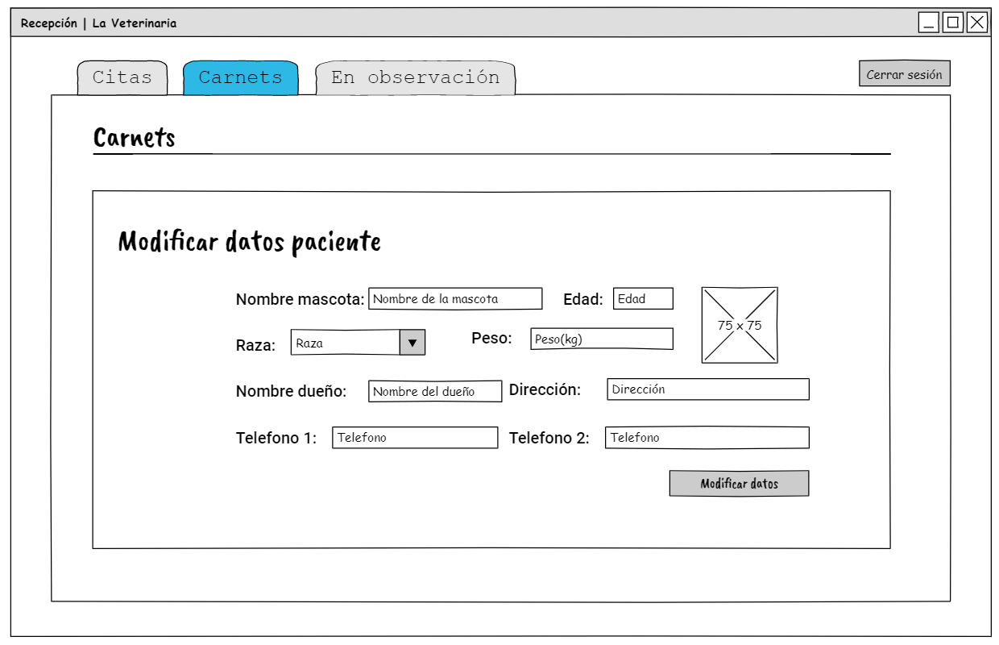 Recepción | La Veterinaria
Citas Carnets En observación Cerrar sesión
Carnets
Modificar datos paciente
Nombre mascota: Nombre de la mascota Edad: Edad
75 x 75
Raza: Raza Peso: Peso(kg)
Nombre dueño: Nombre del dueño Dirección: Dirección
Telefono 1: Telefono Telefono 2: Telefono
Modificar datos